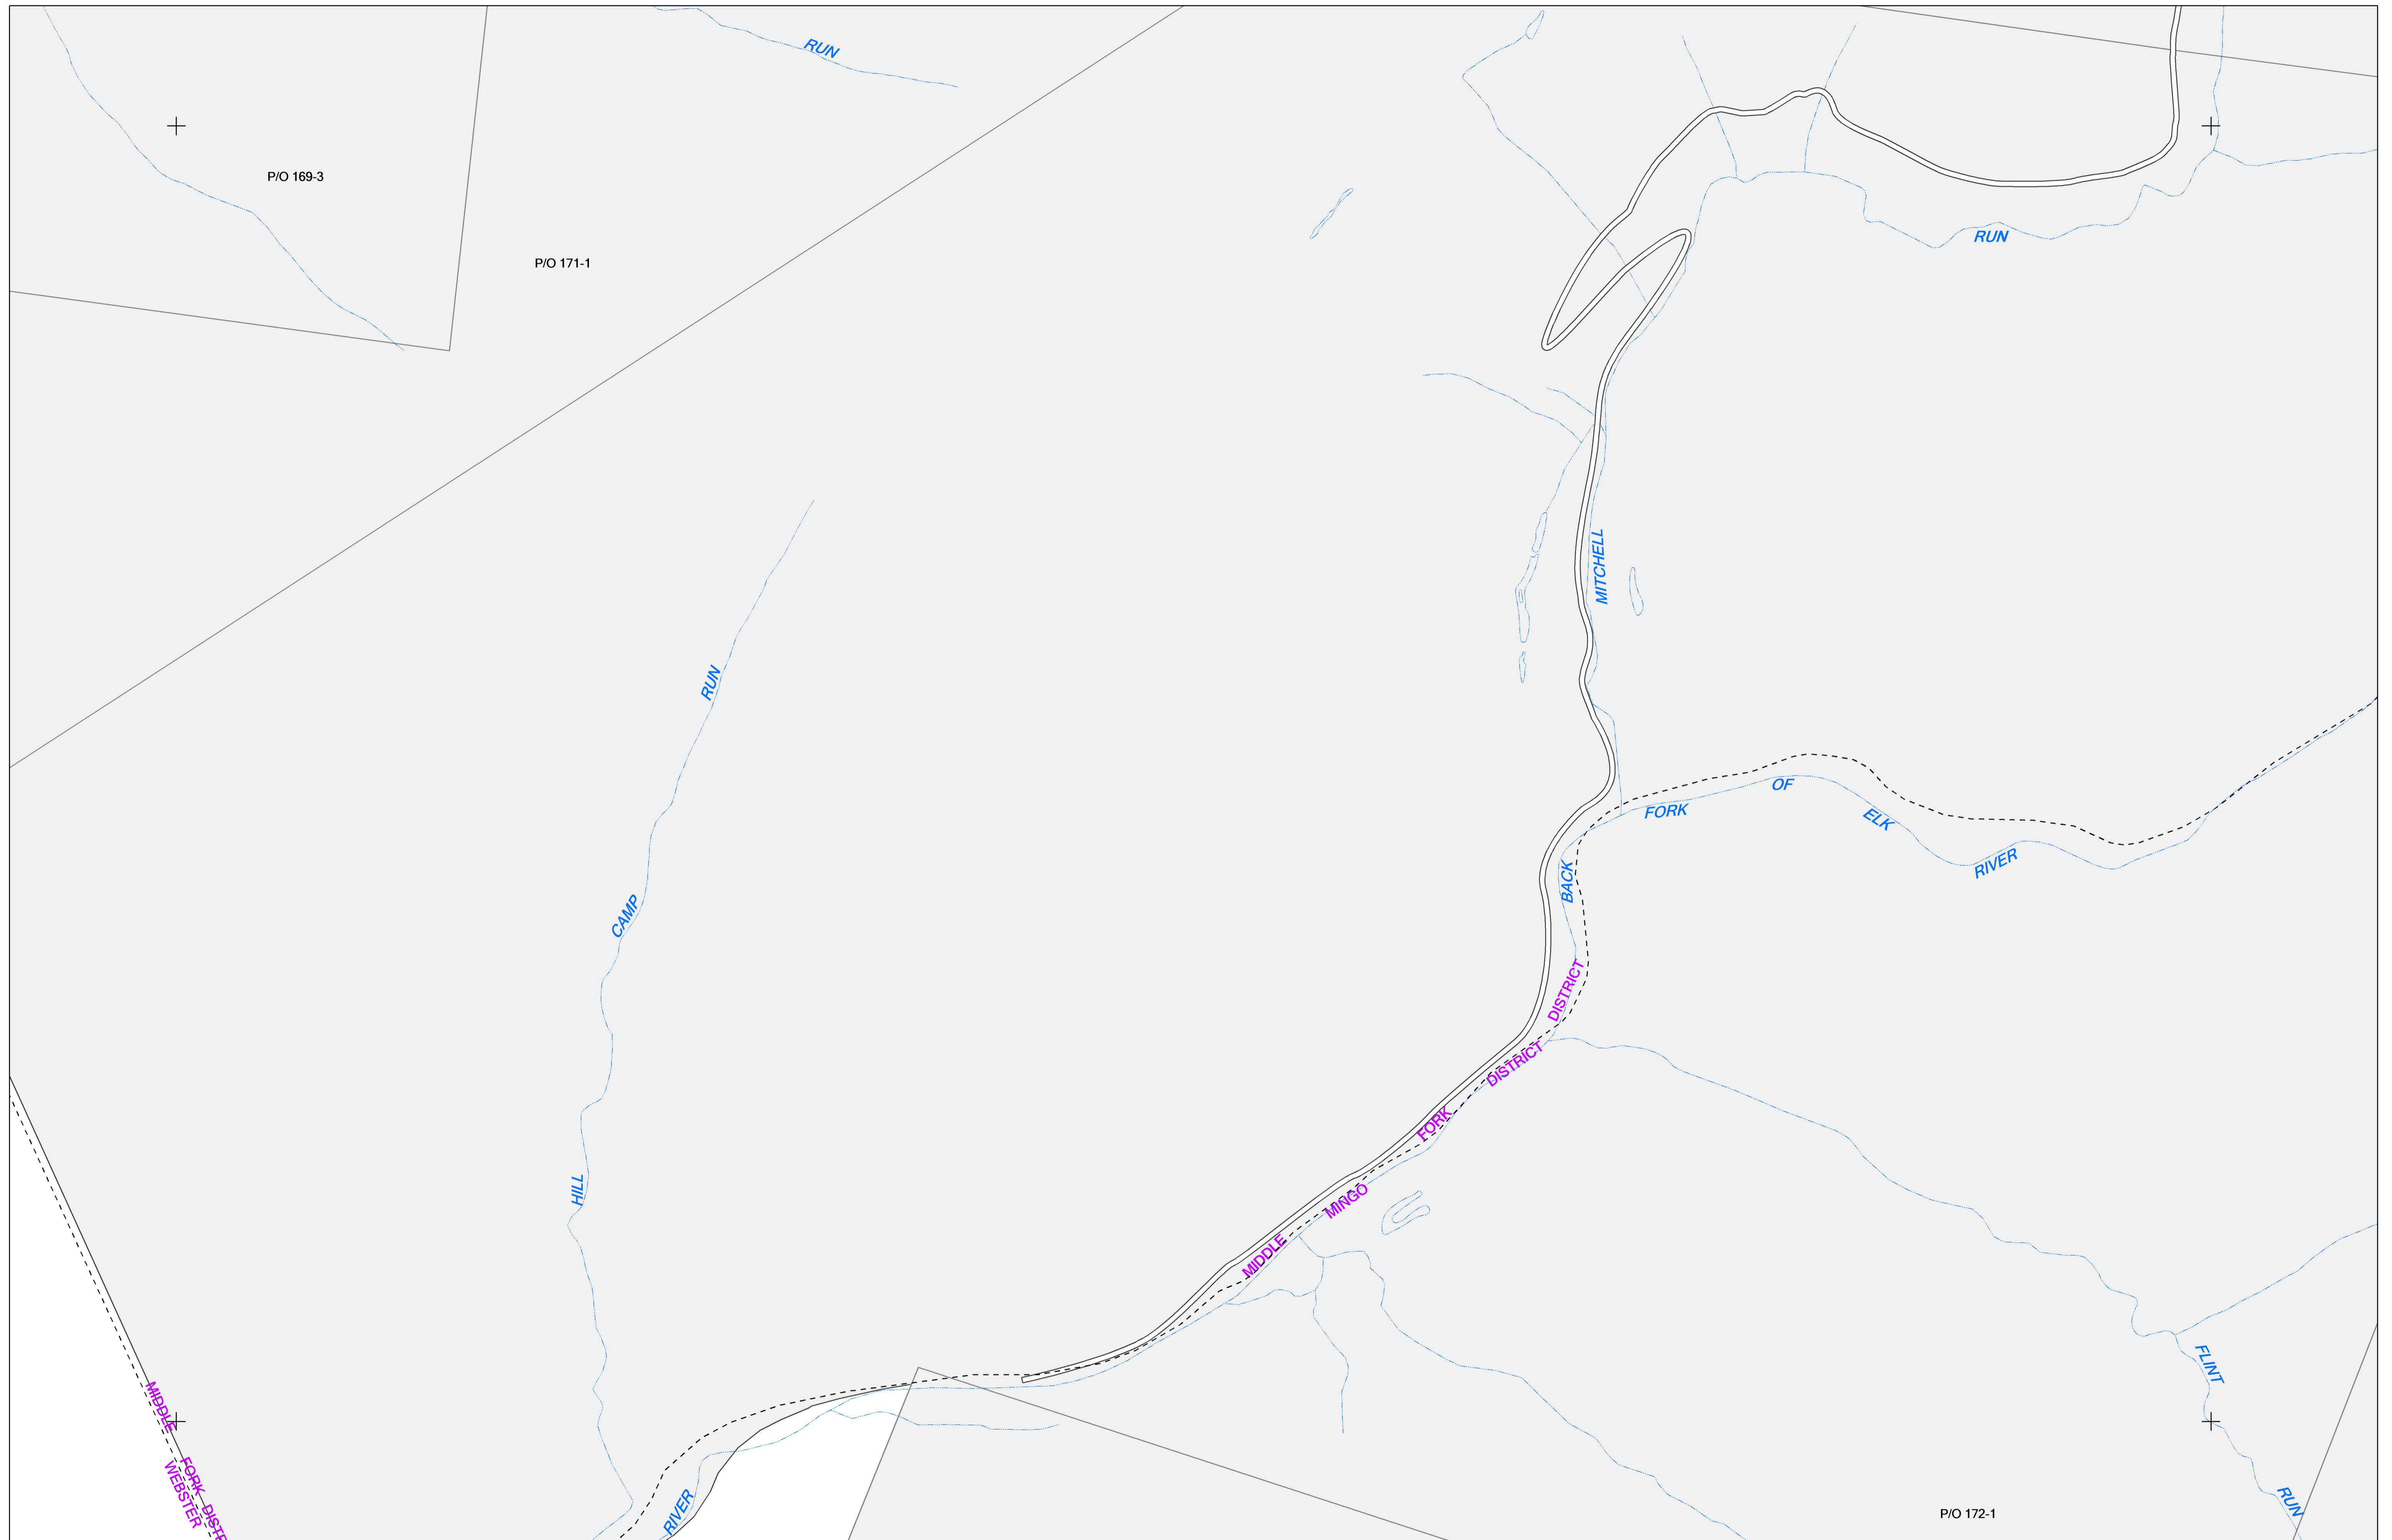 RUN
P/O 169-3
P/O 171-1
RUN
MITCHELL
RUN
CAMP
HILL
FORK
OF
ELK
RIVER
BACK
DISTRICT
DISTRICT
FORK
MINGO
MIDDLE
FLINT
RUN
MIDDLE
FORK DISTR
WEBSTER
RIVER
P/O 172-1